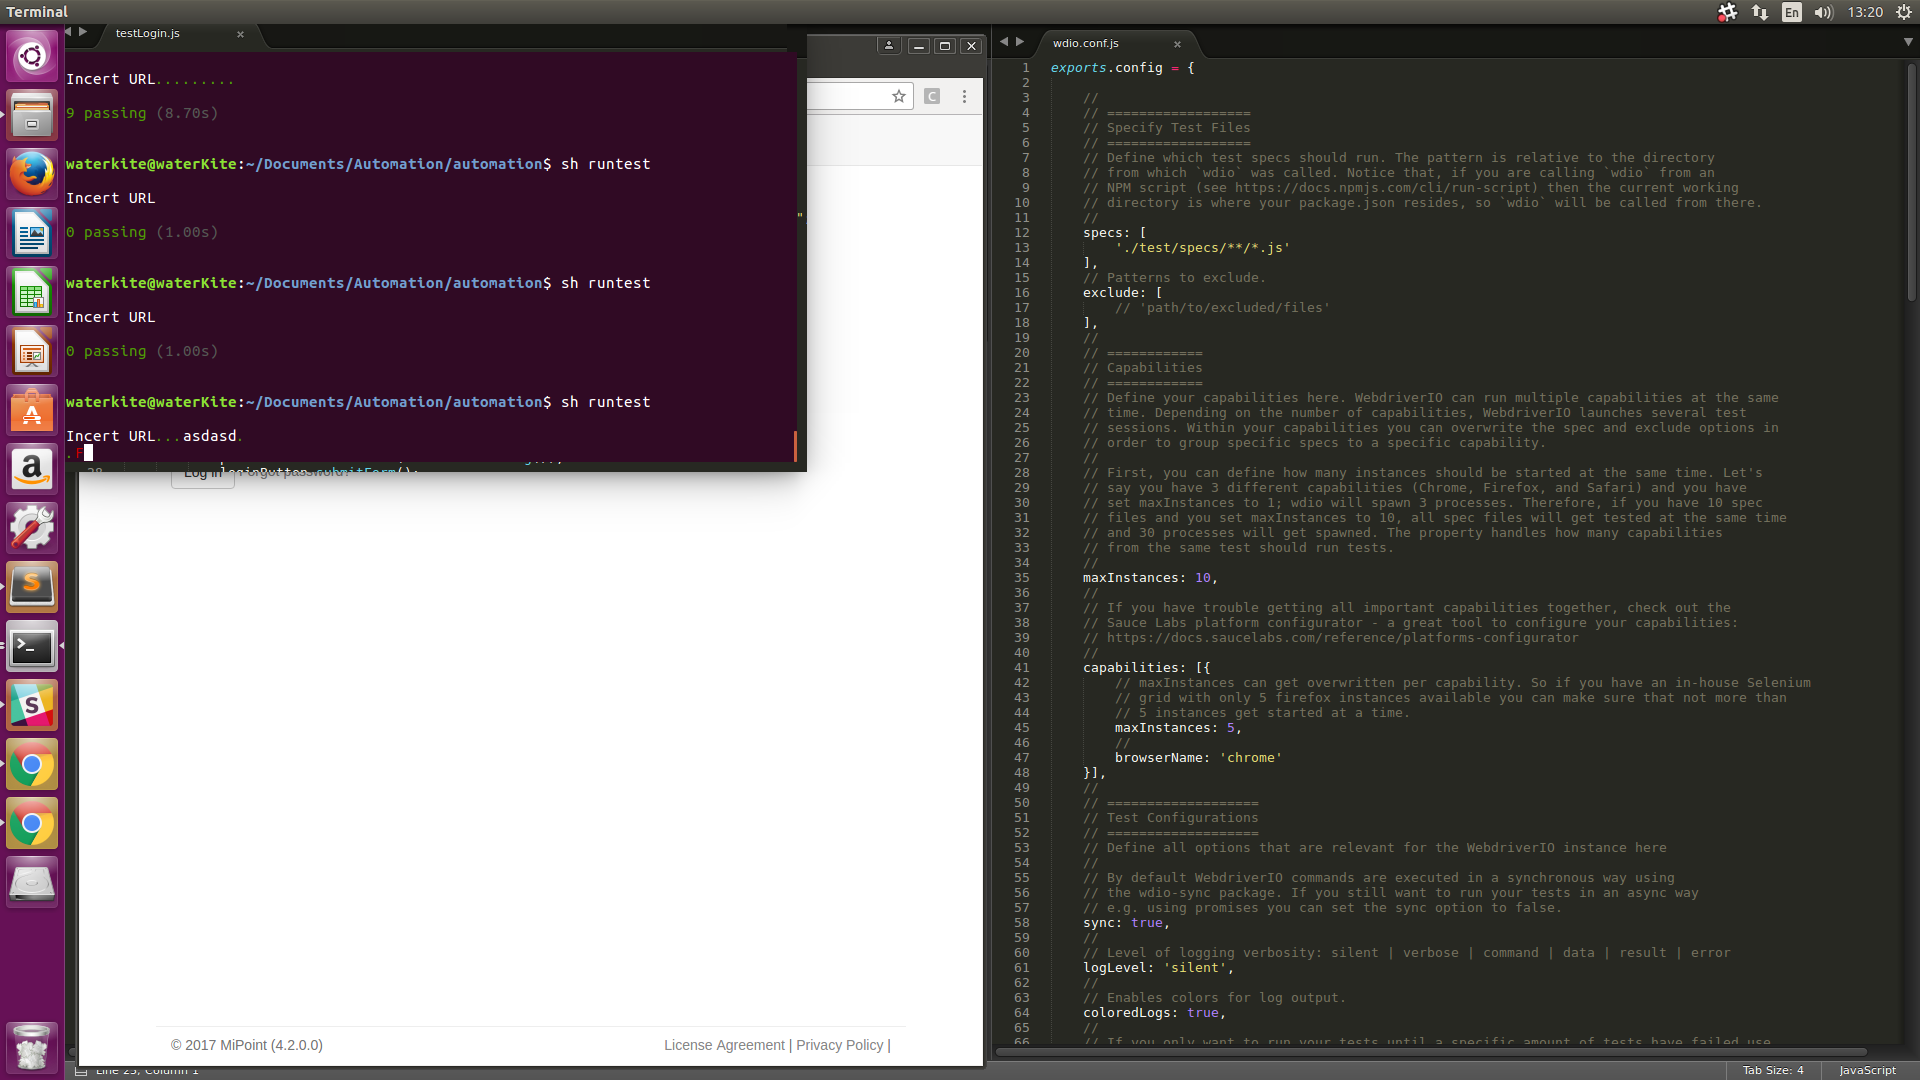 Terminal
En
13:20
testLogin.js
Incert URL.........
9 passing (8.70s)
waterkite@waterKite:~/Documents/Automation/automation$ sh runtest
Incert URL
0 passing (1.00s)
waterkite@waterKite:~/Documents/Automation/automation$ sh runtest
Incert URL
0 passing (1.00s)
waterkite@waterKite:~/Documents/Automation/automation$ sh runtest
Incert URL...asdasd.
.F
loginButton.submitForm();
Log in
© 2017 MiPoint (4.2.0.0)
License Agreement | Privacy Policy |
wdio.conf.js
1 exports.config = {
2
3 //
4 // ==================
5 // Specify Test Files
6 // ==================
7 // Define which test specs should run. The pattern is relative to the directory
8 // from which `wdio` was called. Notice that, if you are calling `wdio` from an
9 // NPM script (see https://docs.npmjs.com/cli/run-script) then the current working
10 // directory is where your package.json resides, so `wdio` will be called from there.
11 //
12 specs: [
13 './test/specs/**/*.js'
14 ],
15 // Patterns to exclude.
16 exclude: [
17 // 'path/to/excluded/files'
18 ],
19 //
20 // ============
21 // Capabilities
22 // ============
23 // Define your capabilities here. WebdriverIO can run multiple capabilities at the same
24 // time. Depending on the number of capabilities, WebdriverIO launches several test
25 // sessions. Within your capabilities you can overwrite the spec and exclude options in
26 // order to group specific specs to a specific capability.
27 //
28 // First, you can define how many instances should be started at the same time. Let's
29 // say you have 3 different capabilities (Chrome, Firefox, and Safari) and you have
30 // set maxInstances to 1; wdio will spawn 3 processes. Therefore, if you have 10 spec
31 // files and you set maxInstances to 10, all spec files will get tested at the same time
32 // and 30 processes will get spawned. The property handles how many capabilities
33 // from the same test should run tests.
34 //
35 maxInstances: 10,
36 //
37 // If you have trouble getting all important capabilities together, check out the
38 // Sauce Labs platform configurator - a great tool to configure your capabilities:
39 // https://docs.saucelabs.com/reference/platforms-configurator
40 //
41 capabilities: [{
42 // maxInstances can get overwritten per capability. So if you have an in-house Selenium
43 // grid with only 5 firefox instances available you can make sure that not more than
44 // 5 instances get started at a time.
45 maxInstances: 5,
46 //
47 browserName: 'chrome'
48 }],
49 //
50 // ===================
51 // Test Configurations
52 // ===================
53 // Define all options that are relevant for the WebdriverIO instance here
54 //
55 // By default WebdriverIO commands are executed in a synchronous way using
56 // the wdio-sync package. If you still want to run your tests in an async way
57 // e.g. using promises you can set the sync option to false.
58 sync: true,
59 //
60 // Level of logging verbosity: silent | verbose | command | data | result | error
61 logLevel: 'silent',
62 //
63 // Enables colors for log output.
64 coloredLogs: true,
65 //
66 // If you only want to run your tests until a specific amount of tests have failed use
Line 25, Column 1
Tab Size: 4
JavaScript